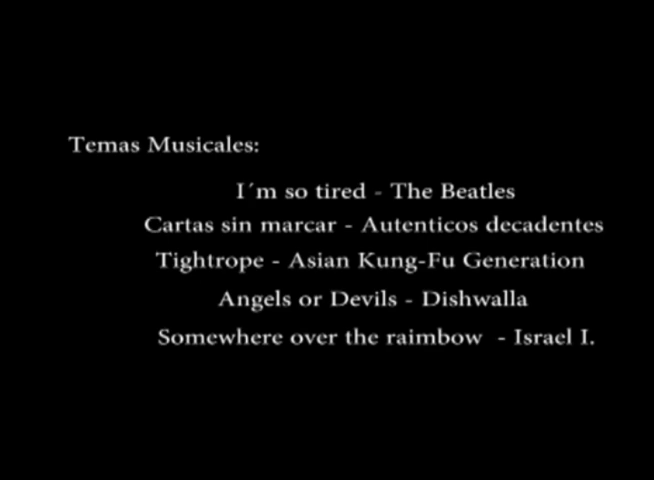 Temas Musicales:
I´m so tired - The Beatles
Cartas sin marcar - Autenticos decadentes
Tightrope - Asian Kung-Fu Generation
Angels or Devils - Dishwalla
Somewhere over the raimbow - Israel I.